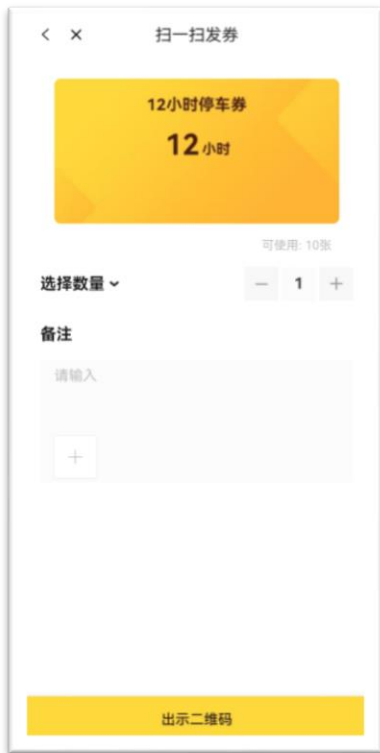 扫一扫发券
12小时停车券
12小时
可使用: 10张
选择数量
1
备注
请输入
出示二维码